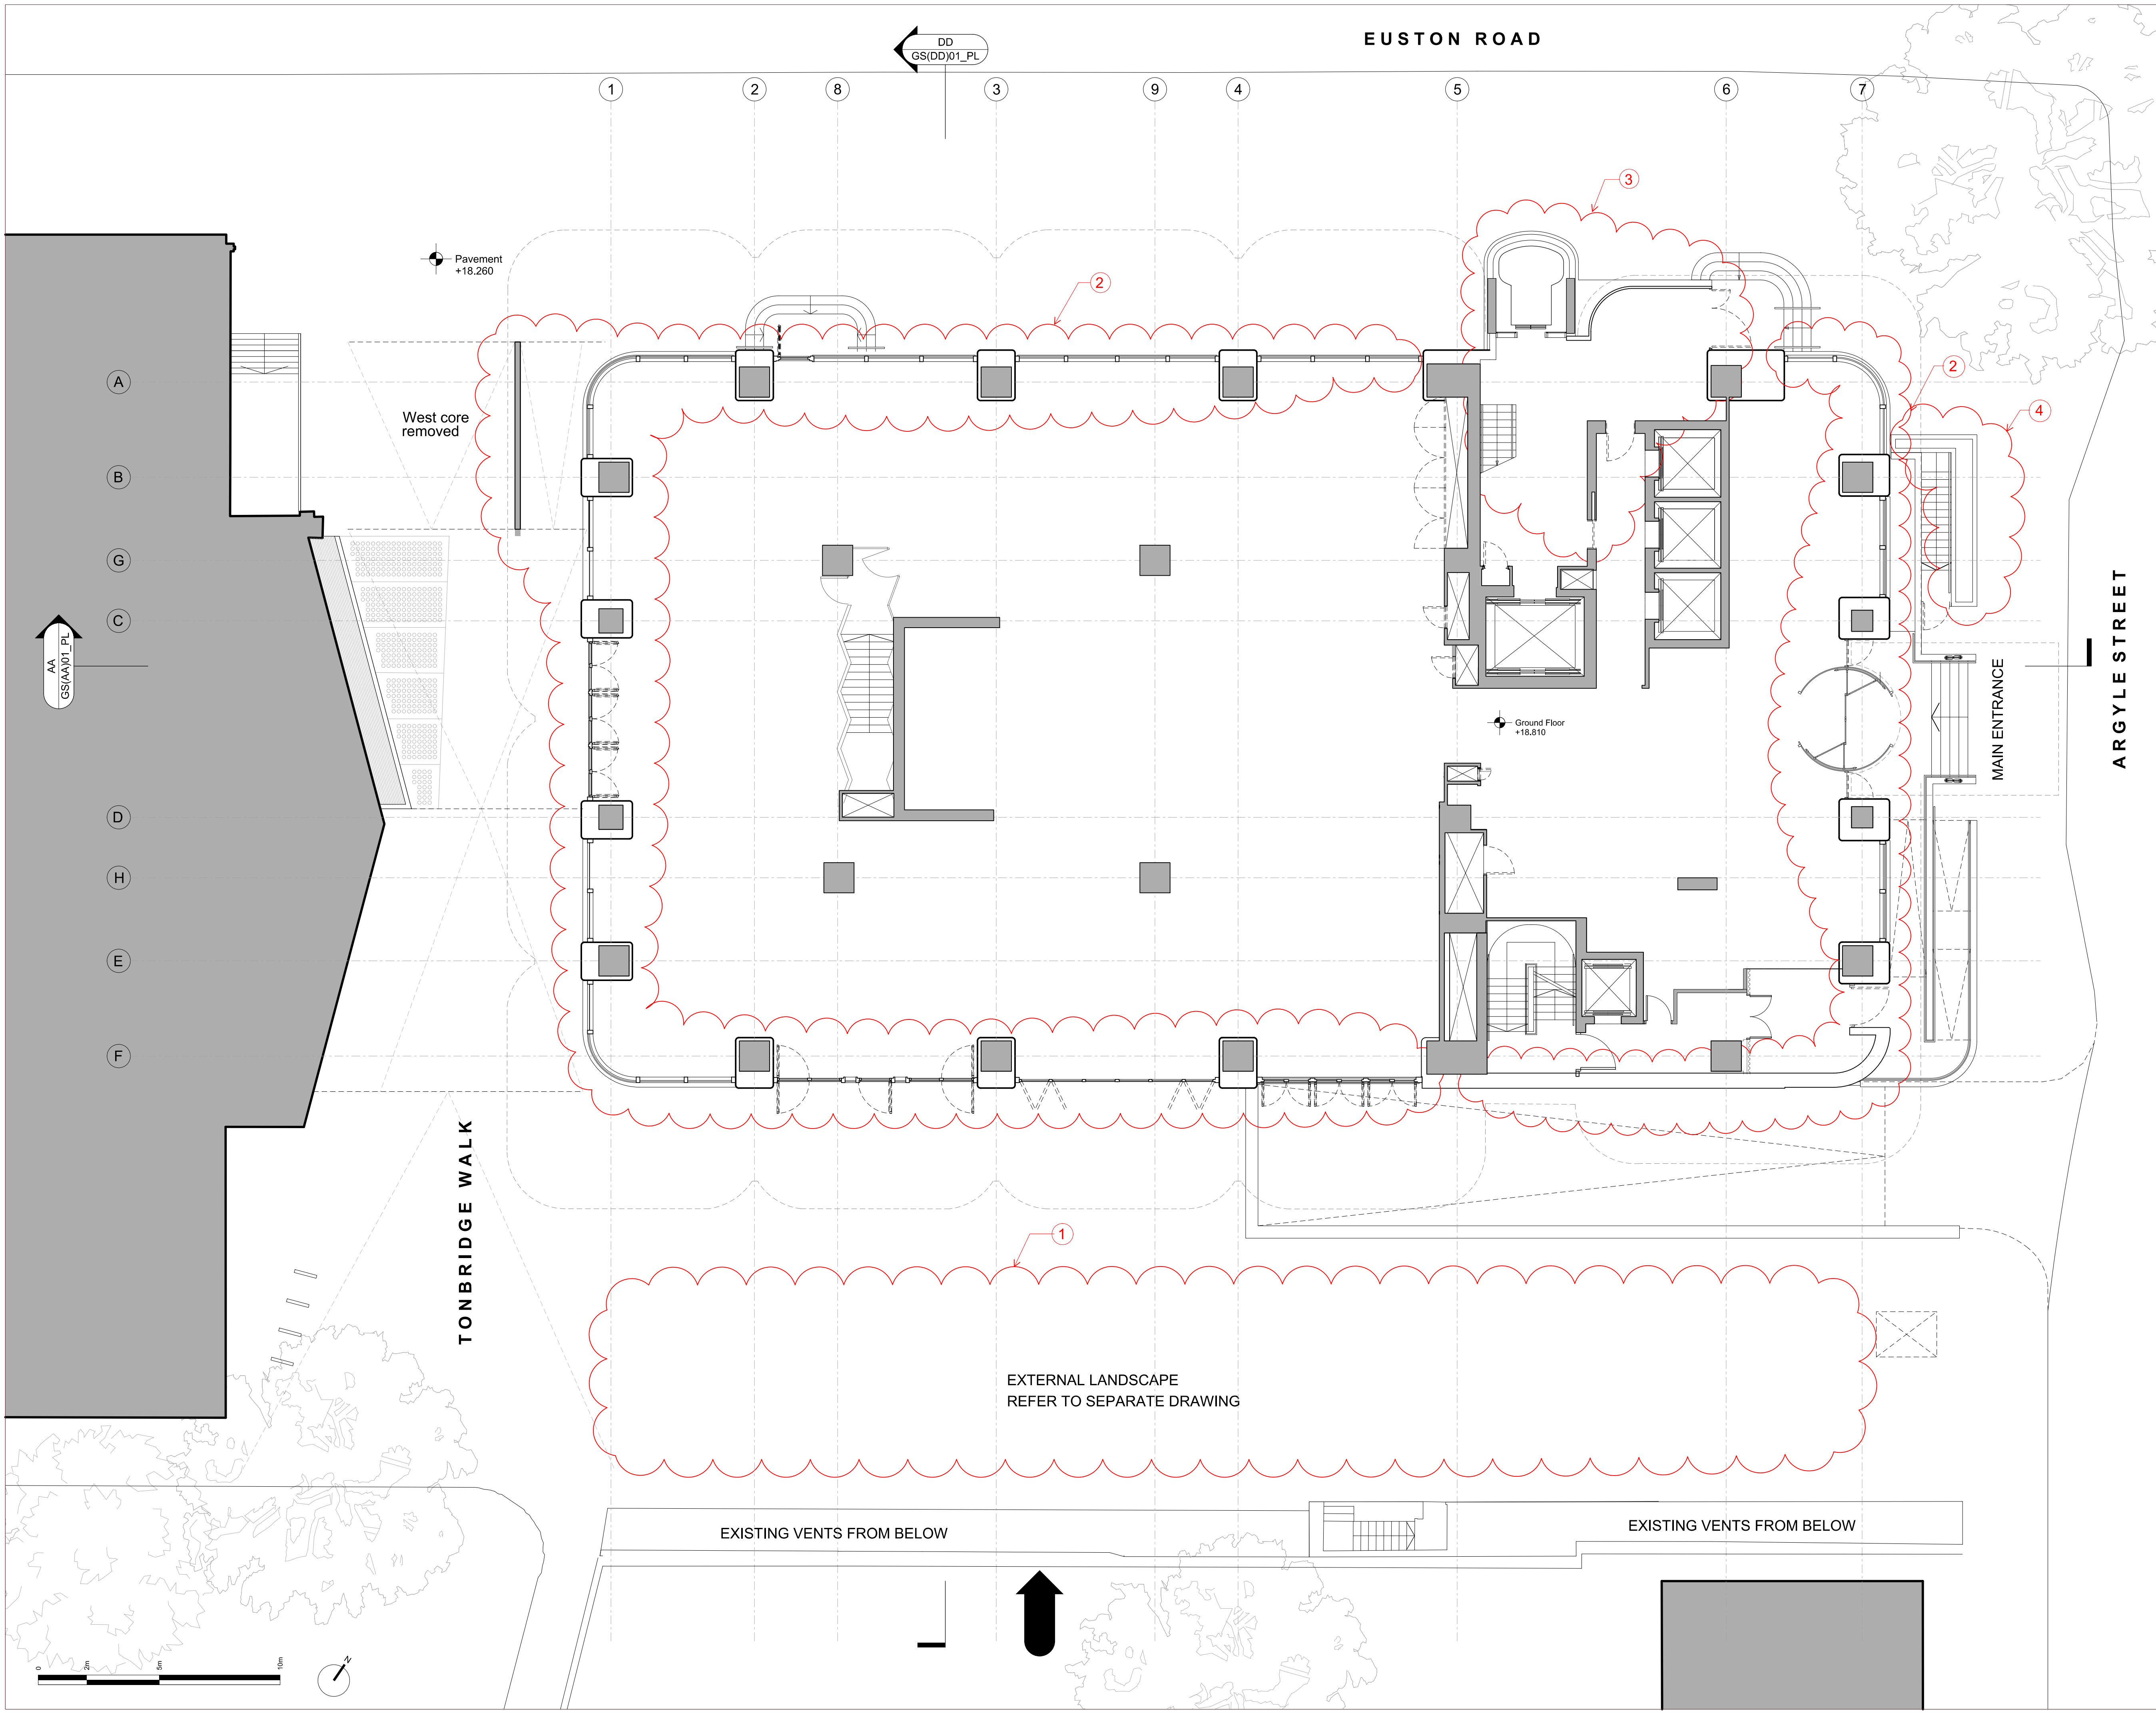 EUSTON ROAD
DD
GS(DD)01_PL
1
2
8
3
9
4
5
6
7
3
Pavement
+18.260
2
2
4
A
West core
removed
B
G
C
AA
GS(AA)01_PL
ARGYLE STREET
MAIN ENTRANCE
Ground Floor
+18.810
D
H
E
F
TONBRIDGE WALK
1
EXTERNAL LANDSCAPE
REFER TO SEPARATE DRAWING
EXISTING VENTS FROM BELOW
EXISTING VENTS FROM BELOW
0
2m
5m
10m
N